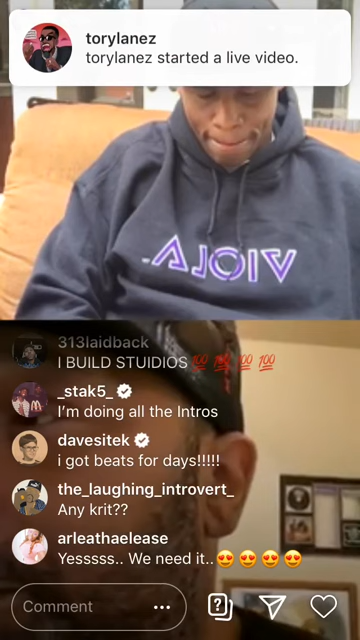 torylanez
torylanez started a live video.
VIOLA
313laidback
I BUILD STUIDIOS 💯 💯 💯 💯
_stak5_
I'm doing all the Intros
davesitek
i got beats for days!!!!!
the_laughing_introvert_
Any krit??
arleathaelease
Yesssss.. We need it..😍 😍 😍 😍
Comment